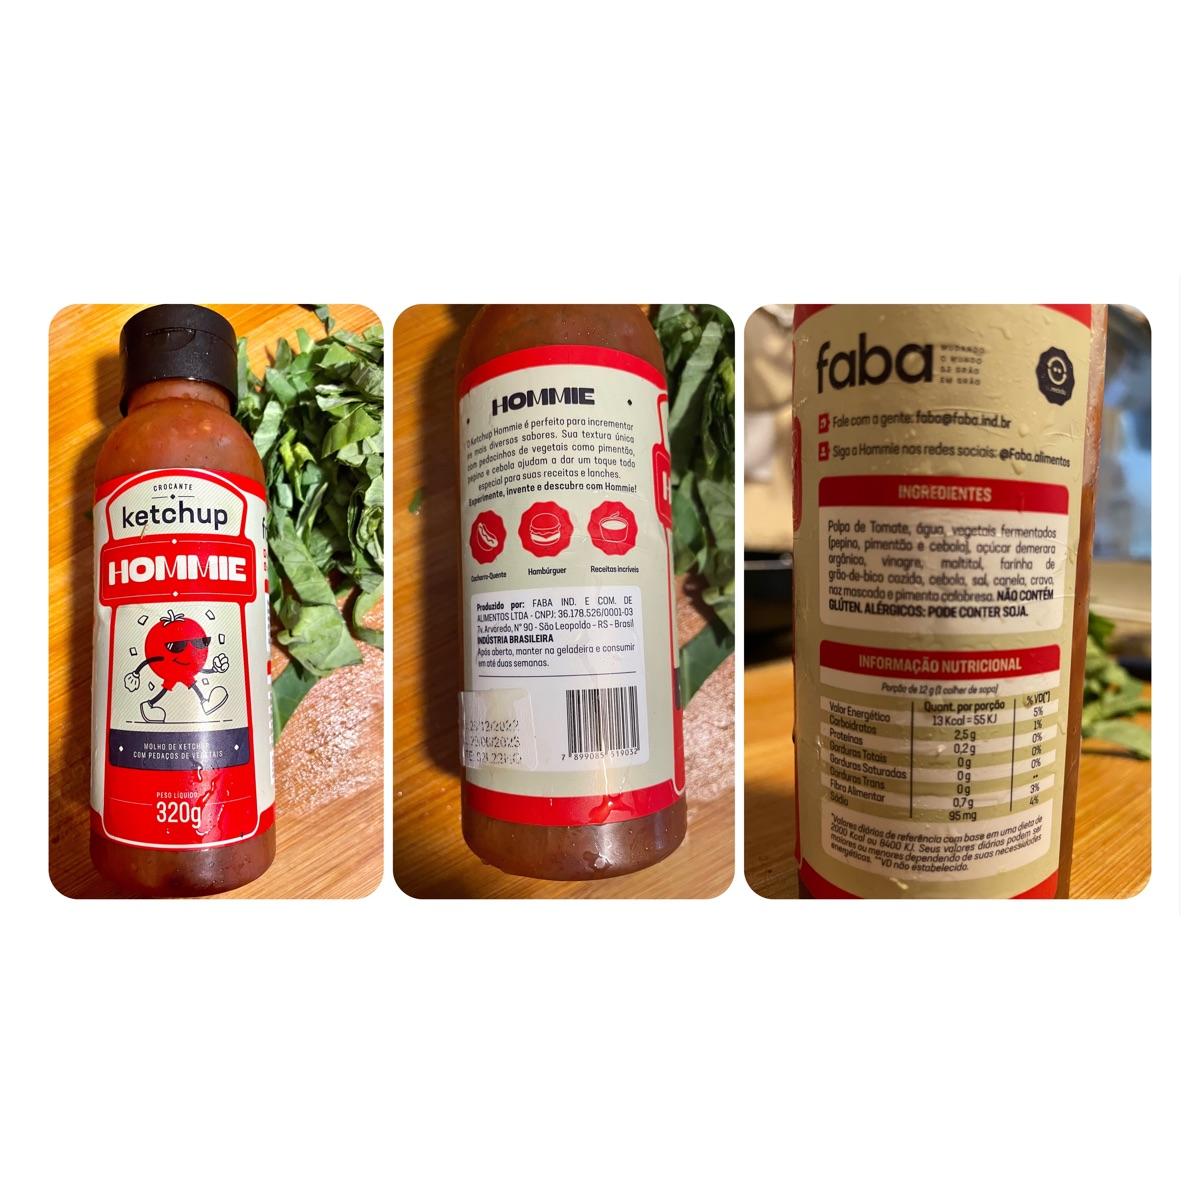 CROCANTE
ketchup
HOMMIE
MOLHO DE KETCHUP
COM PEDAÇOS DE VEGETAIS
PESO LÍQUIDO
320g
HOMMIE
O Ketchup Hommie é perfeito para incrementar
os mais diversos sabores. Sua textura única
com pedacinhos de vegetais como pimentão,
pepino e cebola ajudam a dar um toque todo
especial para suas receitas e lanches.
Experimente, invente e descubra com Hommie!
Cachorro-Quente
Hambúrguer
Receitas incríveis
Produzido por: FABA IND. E COM. DE
ALIMENTOS LTDA - CNPJ: 36.178.526/0001-03
Tv. Arvoredo, N° 90 - São Leopoldo - RS - Brasil
INDÚSTRIA BRASILEIRA
Após aberto, manter na geladeira e consumir
em até duas semanas.
7 899085 519032
faba
MUDANDO
O MUNDO
DE GRÃO
EM GRÃO
Fale com a gente: faba@faba.ind.br
Siga a Hommie nas redes sociais: @Faba.alimentos
INGREDIENTES
Polpa de Tomate, água, vegetais fermentados
(pepino, pimentão e cebola), açúcar demerara
orgânico, vinagre, maltitol, farinha de
grão-de-bico cozida, cebola, sal, canela, cravo,
noz moscada e pimenta calabresa. NÃO CONTÉM
GLÚTEN. ALÉRGICOS: PODE CONTER SOJA.
INFORMAÇÃO NUTRICIONAL
Porção de 12 g (1 colher de sopa)
Quant. por porção %VD(*)
Valor Energético 13 Kcal = 55 KJ 5%
Carboidratos 2,5 g 1%
Proteínas 0,2 g 0%
Gorduras Totais 0 g 0%
Gorduras Saturadas 0 g 0%
Gorduras Trans 0 g **
Fibra Alimentar 0,7 g 3%
Sódio 95 mg 4%
*Valores diários de referência com base em uma dieta de
2000 Kcal ou 8400 KJ. Seus valores diários podem ser
maiores ou menores dependendo de suas necessidades
energéticas. **VD não estabelecido.